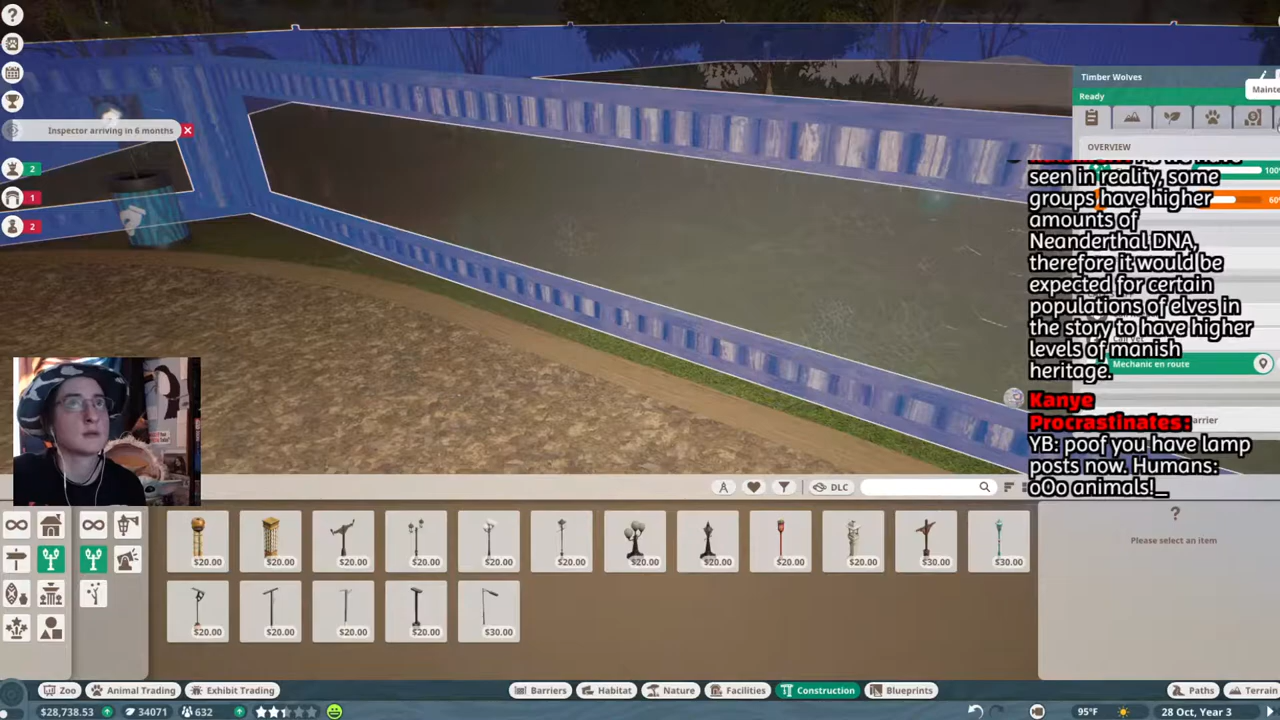 Timber Wolves
Ready
Mainte
Inspector arriving in 6 months
OVERVIEW
100%
60%
seen in reality, some
groups have higher
amounts of
Neanderthal DNA,
therefore it would be
expected for certain
populations of elves in
the story to have higher
levels of manish
heritage.
Mechanic en route
Kanye
Procrastinates:
YB: poof you have lamp
posts now. Humans:
oOo animals!_
arrier
2
1
2
DLC
$20.00 $20.00 $20.00 $20.00 $20.00 $20.00 $20.00 $20.00 $20.00 $20.00 $30.00 $30.00
$20.00 $20.00 $20.00 $20.00 $30.00
?
Please select an item
Zoo Animal Trading Exhibit Trading Barriers Habitat Nature Facilities Construction Blueprints Paths Terrain
$28,738.53 34071 632 95°F 28 Oct, Year 3